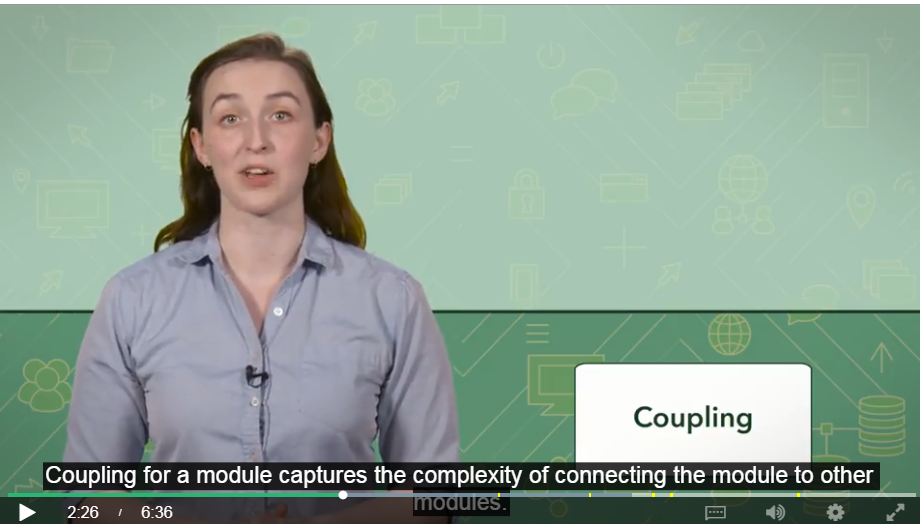 Coupling
Coupling for a module captures the complexity of connecting the module to other
modules.
2:26 / 6:36